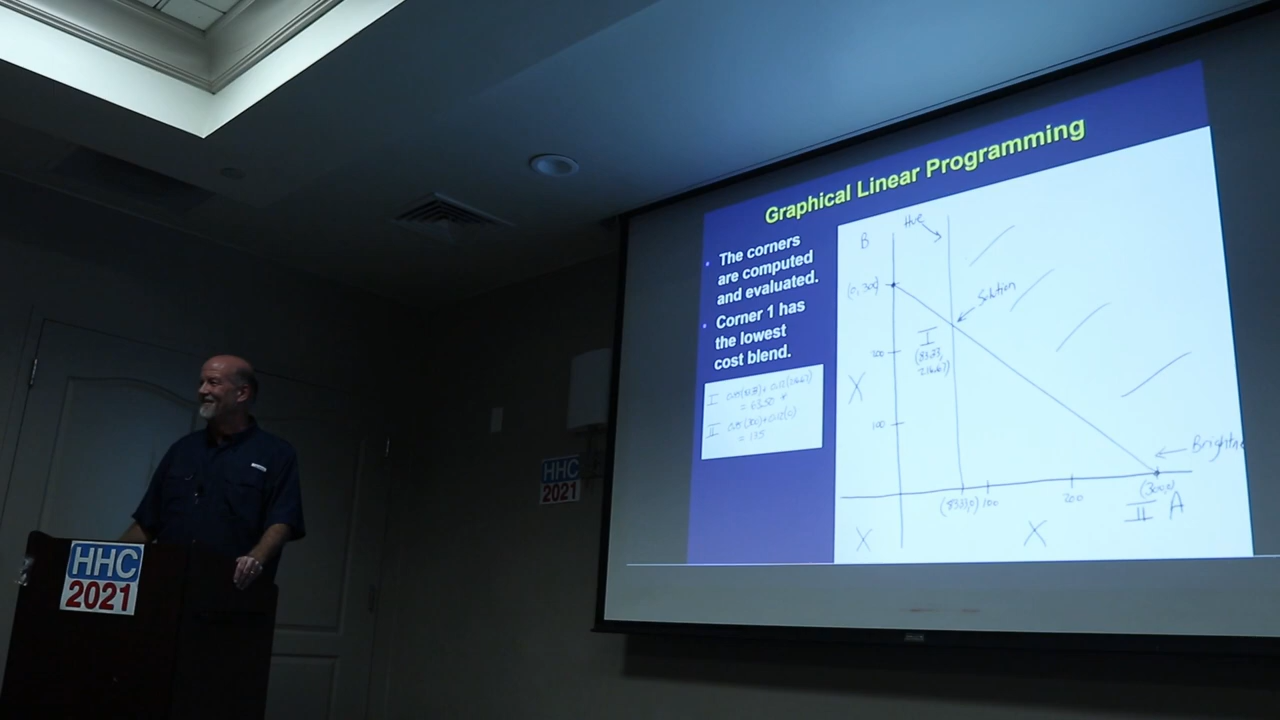 Graphical Linear Programming
• The corners
are computed
and evaluated.
• Corner 1 has
the lowest
cost blend.
I
= 63.50 *
II
= 135
Hue
B
(0, 300)
Solution
I
(83.33,
216.67)
200
X
100
(83.33,0) 100
200
(300,0)
II A
X
X
HHC
2021
HHC
2021